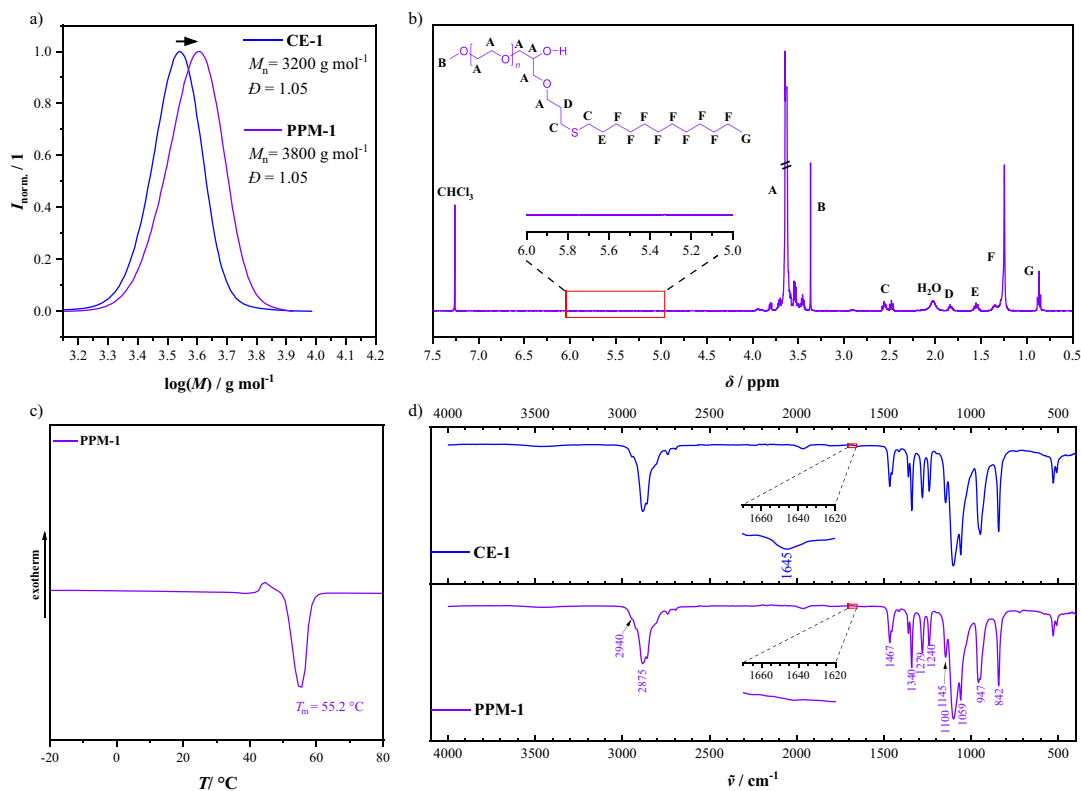 a)
CE-1
Mn= 3200 g mol-1
Đ = 1.05
PPM-1
Mn= 3800 g mol-1
Đ = 1.05
Inorm. / 1
1.0
0.8
0.6
0.4
0.2
0.0
3.2 3.3 3.4 3.5 3.6 3.7 3.8 3.9 4.0 4.1 4.2
log(M) / g mol-1
b)
B O A A O n A A O-H
A O
A D
C S C E F F F F F F F F F G
CHCl3
A
B
C
H2O
D
E
F
G
6.0 5.8 5.6 5.4 5.2 5.0
7.5 7.0 6.5 6.0 5.5 5.0 4.5 4.0 3.5 3.0 2.5 2.0 1.5 1.0 0.5
δ / ppm
c)
PPM-1
exotherm
Tm = 55.2 °C
-20 0 20 40 60 80
T/ °C
d)
4000 3500 3000 2500 2000 1500 1000 500
1660 1640 1620
1645
CE-1
2940
2875
1660 1640 1620
1467
1340
1279
1240
1145
1100
1059
947
842
PPM-1
4000 3500 3000 2500 2000 1500 1000 500
ṽ / cm-1